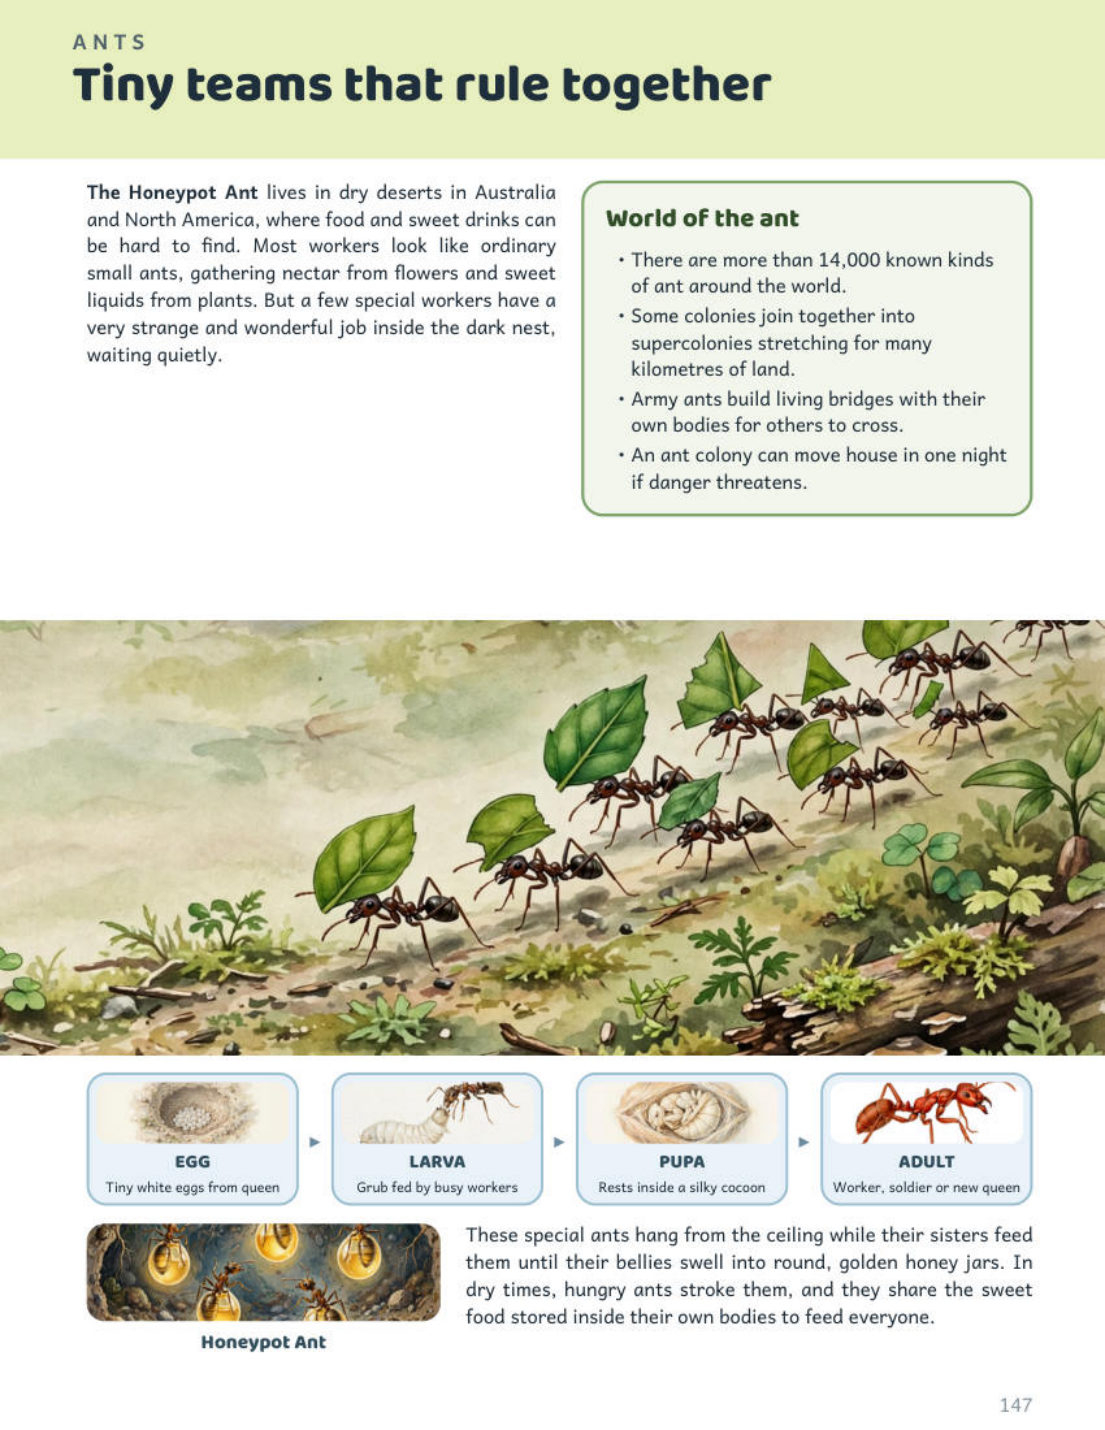 ANTS
Tiny teams that rule together
The Honeypot Ant lives in dry deserts in Australia
and North America, where food and sweet drinks can
be hard to find. Most workers look like ordinary
small ants, gathering nectar from flowers and sweet
liquids from plants. But a few special workers have a
very strange and wonderful job inside the dark nest,
waiting quietly.
World of the ant
• There are more than 14,000 known kinds
of ant around the world.
• Some colonies join together into
supercolonies stretching for many
kilometres of land.
• Army ants build living bridges with their
own bodies for others to cross.
• An ant colony can move house in one night
if danger threatens.
EGG
Tiny white eggs from queen
LARVA
Grub fed by busy workers
PUPA
Rests inside a silky cocoon
ADULT
Worker, soldier or new queen
Honeypot Ant
These special ants hang from the ceiling while their sisters feed
them until their bellies swell into round, golden honey jars. In
dry times, hungry ants stroke them, and they share the sweet
food stored inside their own bodies to feed everyone.
147